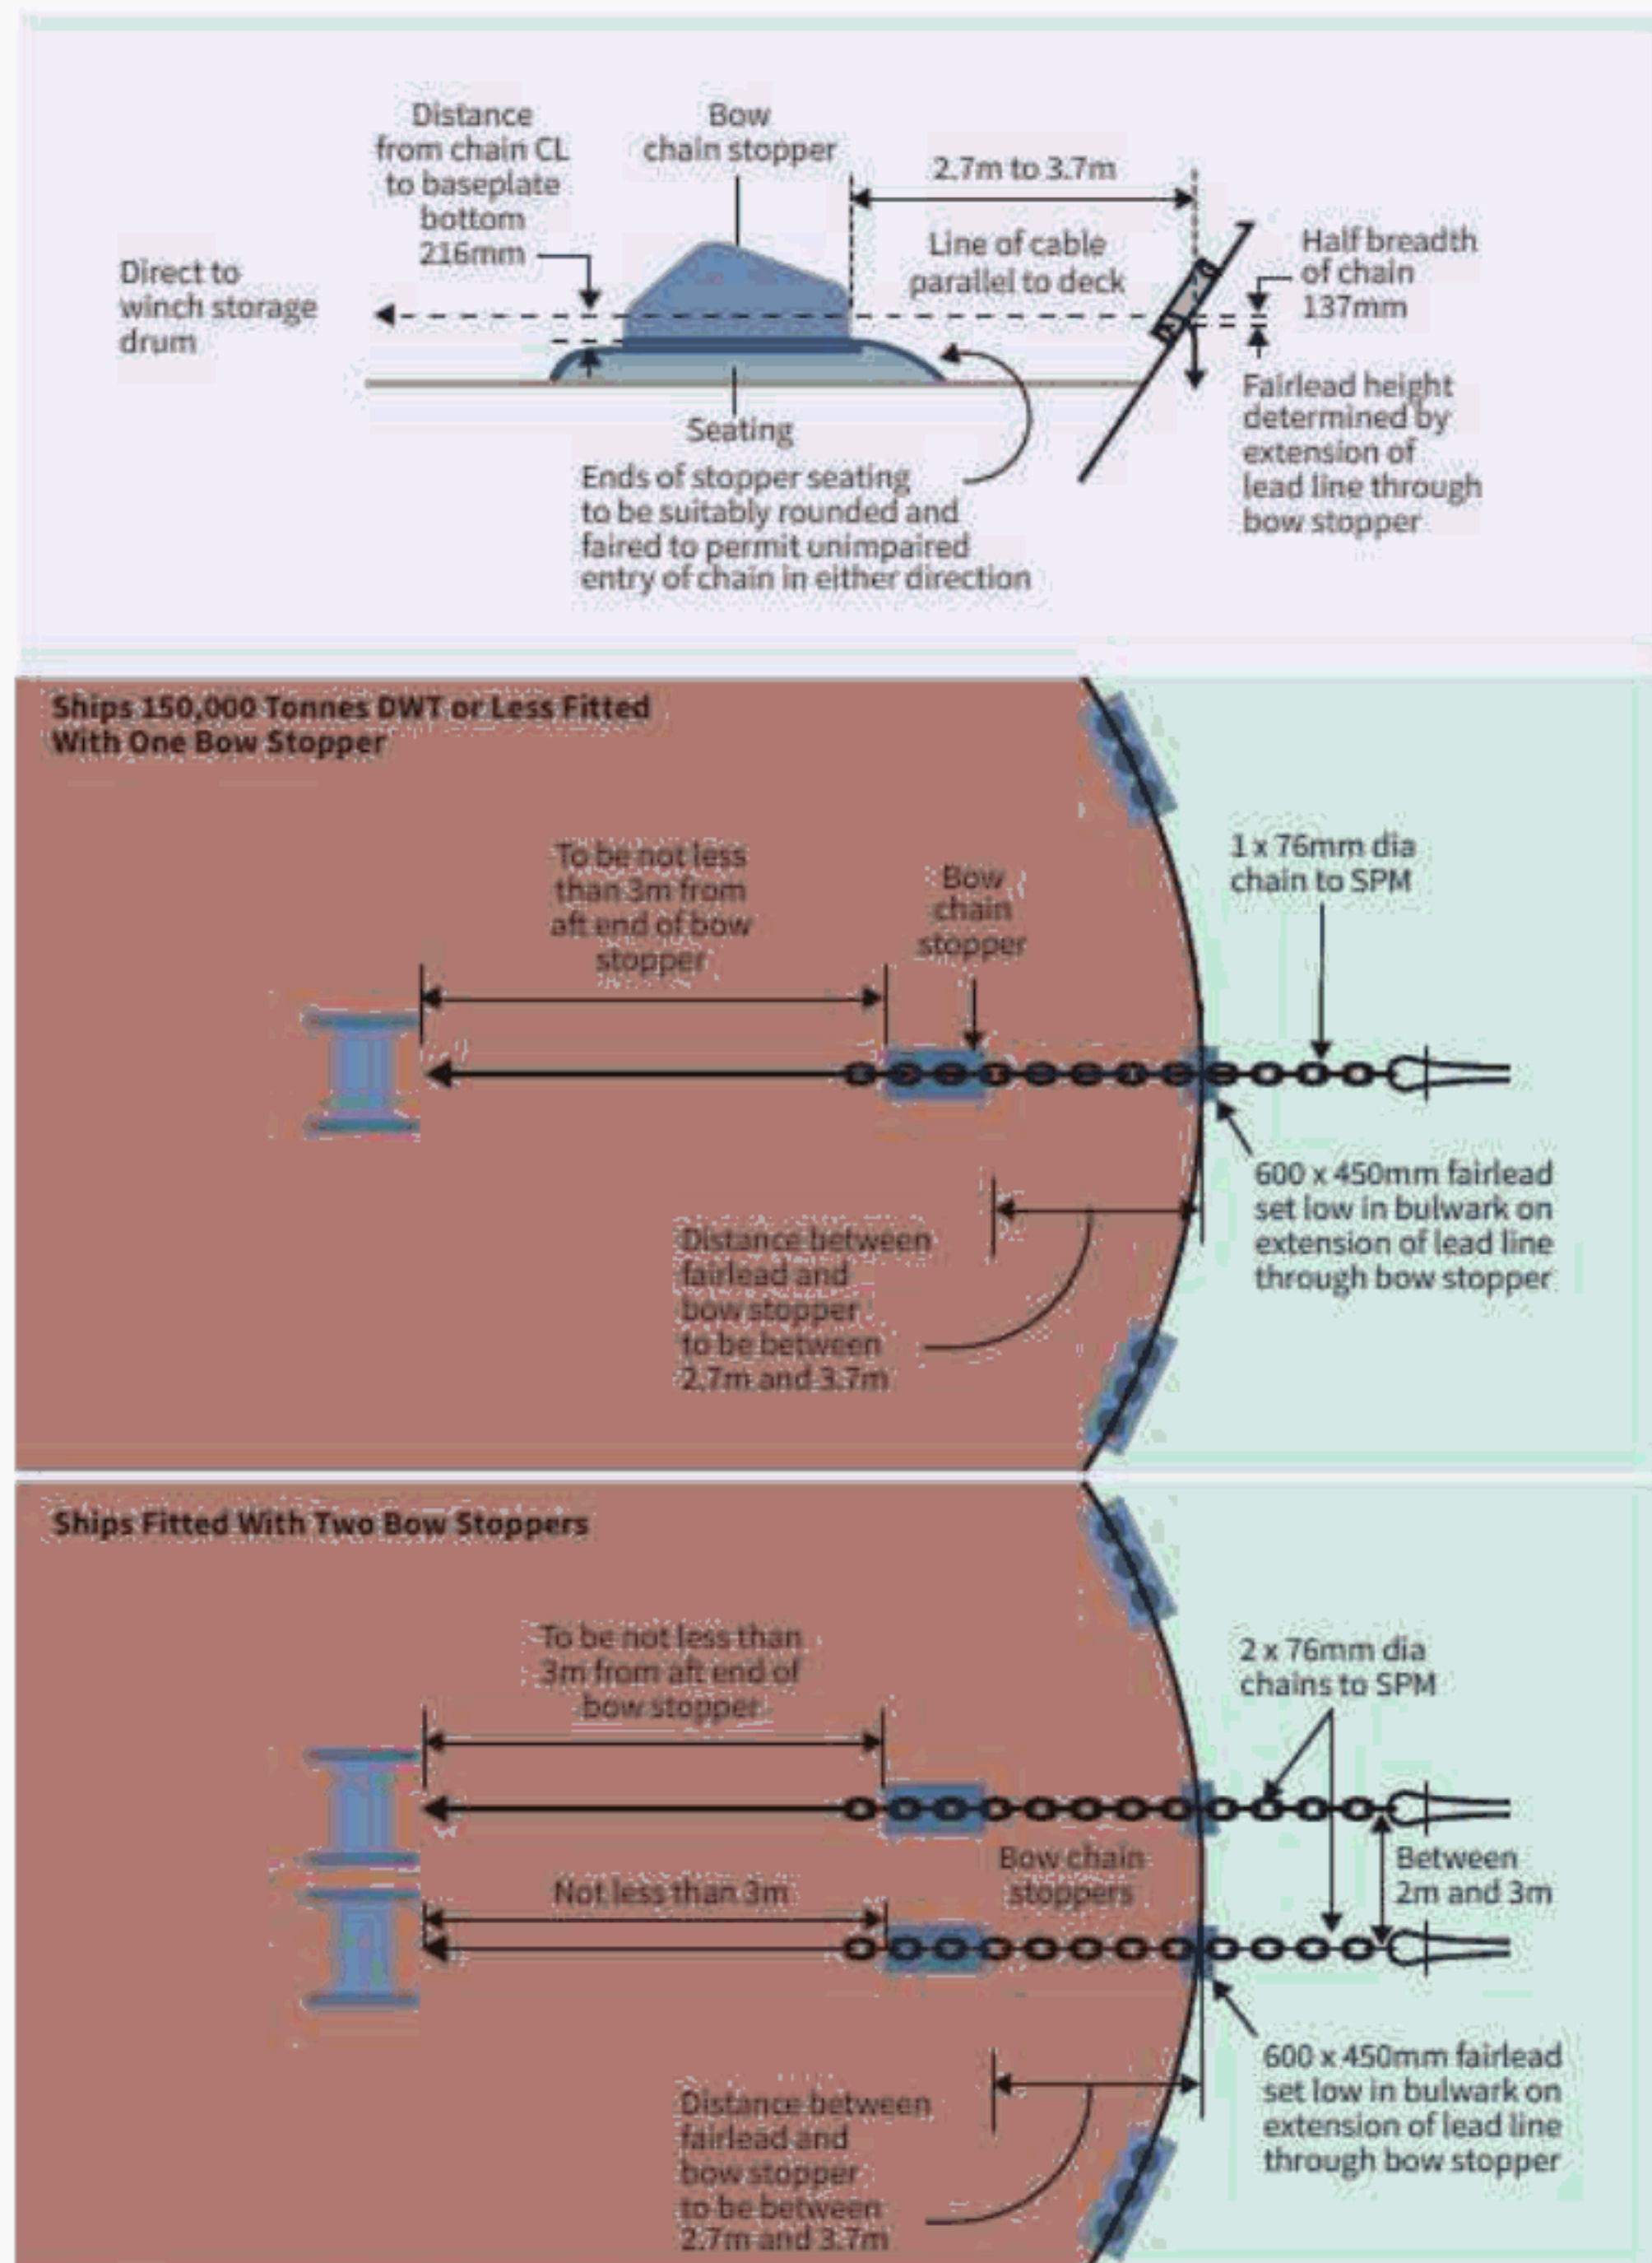 Distance
from chain CL
to baseplate
bottom
216mm
Bow
chain stopper
2.7m to 3.7m
Direct to
winch storage
drum
Line of cable
parallel to deck
Half breadth
of chain
137mm
Seating
Fairlead height
determined by
extension of
lead line through
bow stopper
Ends of stopper seating
to be suitably rounded and
faired to permit unimpaired
entry of chain in either direction
Ships 150,000 Tonnes DWT or Less Fitted
With One Bow Stopper
To be not less
than 3m from
aft end of bow
stopper
Bow
chain
stopper
1 x 76mm dia
chain to SPM
600 x 450mm fairlead
set low in bulwark on
extension of lead line
through bow stopper
Distance between
fairlead and
bow stopper
to be between
2.7m and 3.7m
Ships Fitted With Two Bow Stoppers
To be not less than
3m from aft end of
bow stopper
2 x 76mm dia
chains to SPM
Bow chain
stoppers
Between
2m and 3m
Not less than 3m
600 x 450mm fairlead
set low in bulwark on
extension of lead line
through bow stopper
Distance between
fairlead and
bow stopper
to be between
2.7m and 3.7m